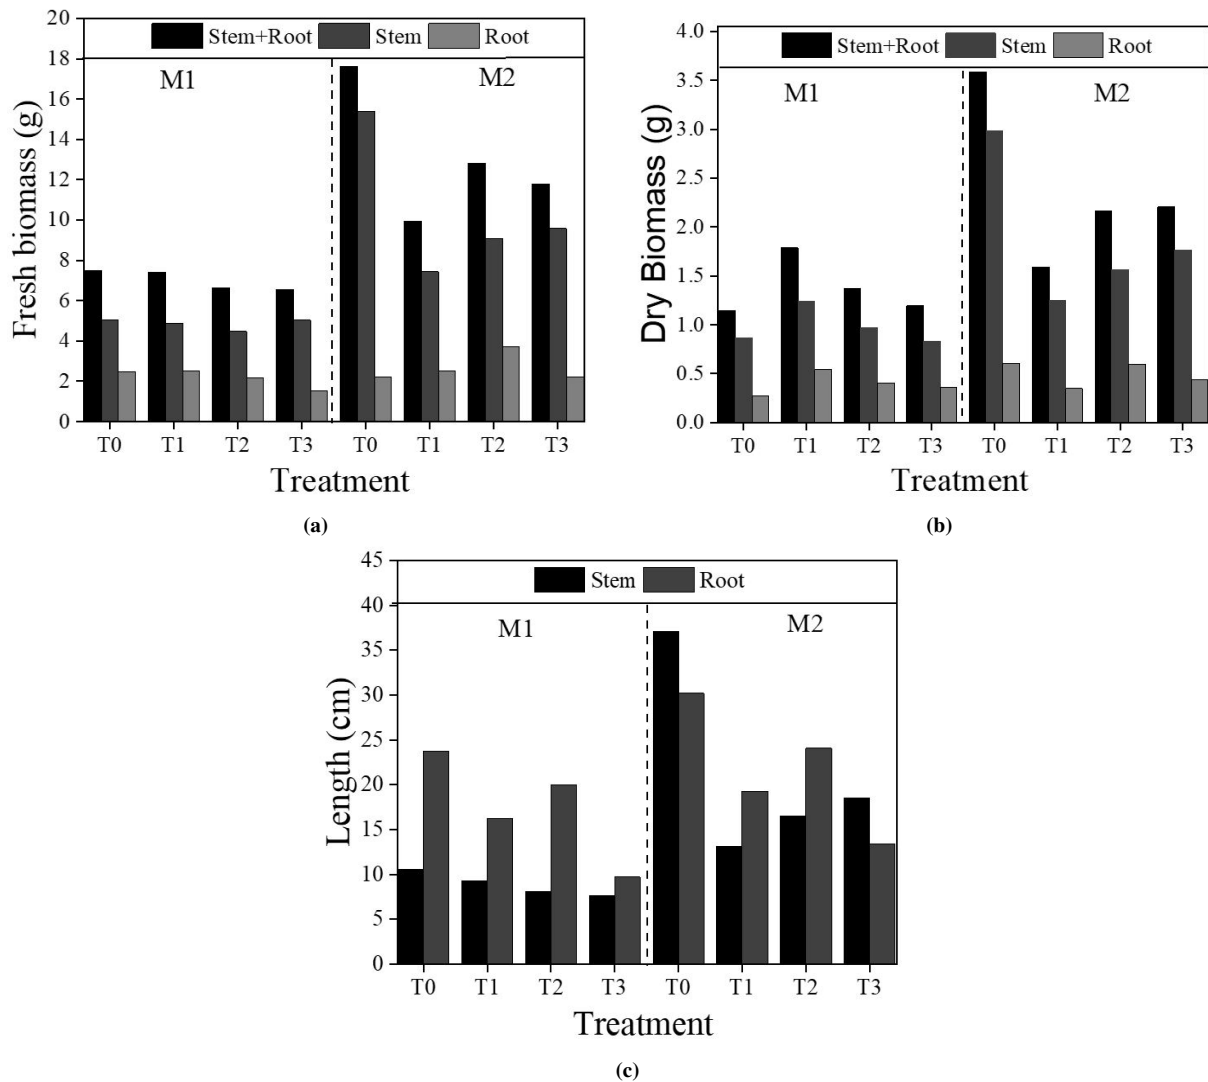 Stem+Root Stem Root
M1 M2
Fresh biomass (g)
20
18
16
14
12
10
8
6
4
2
0
T0 T1 T2 T3 T0 T1 T2 T3
Treatment
(a)
Stem+Root Stem Root
M1 M2
Dry Biomass (g)
4.0
3.5
3.0
2.5
2.0
1.5
1.0
0.5
0.0
T0 T1 T2 T3 T0 T1 T2 T3
Treatment
(b)
Stem Root
M1 M2
Length (cm)
45
40
35
30
25
20
15
10
5
0
T0 T1 T2 T3 T0 T1 T2 T3
Treatment
(c)